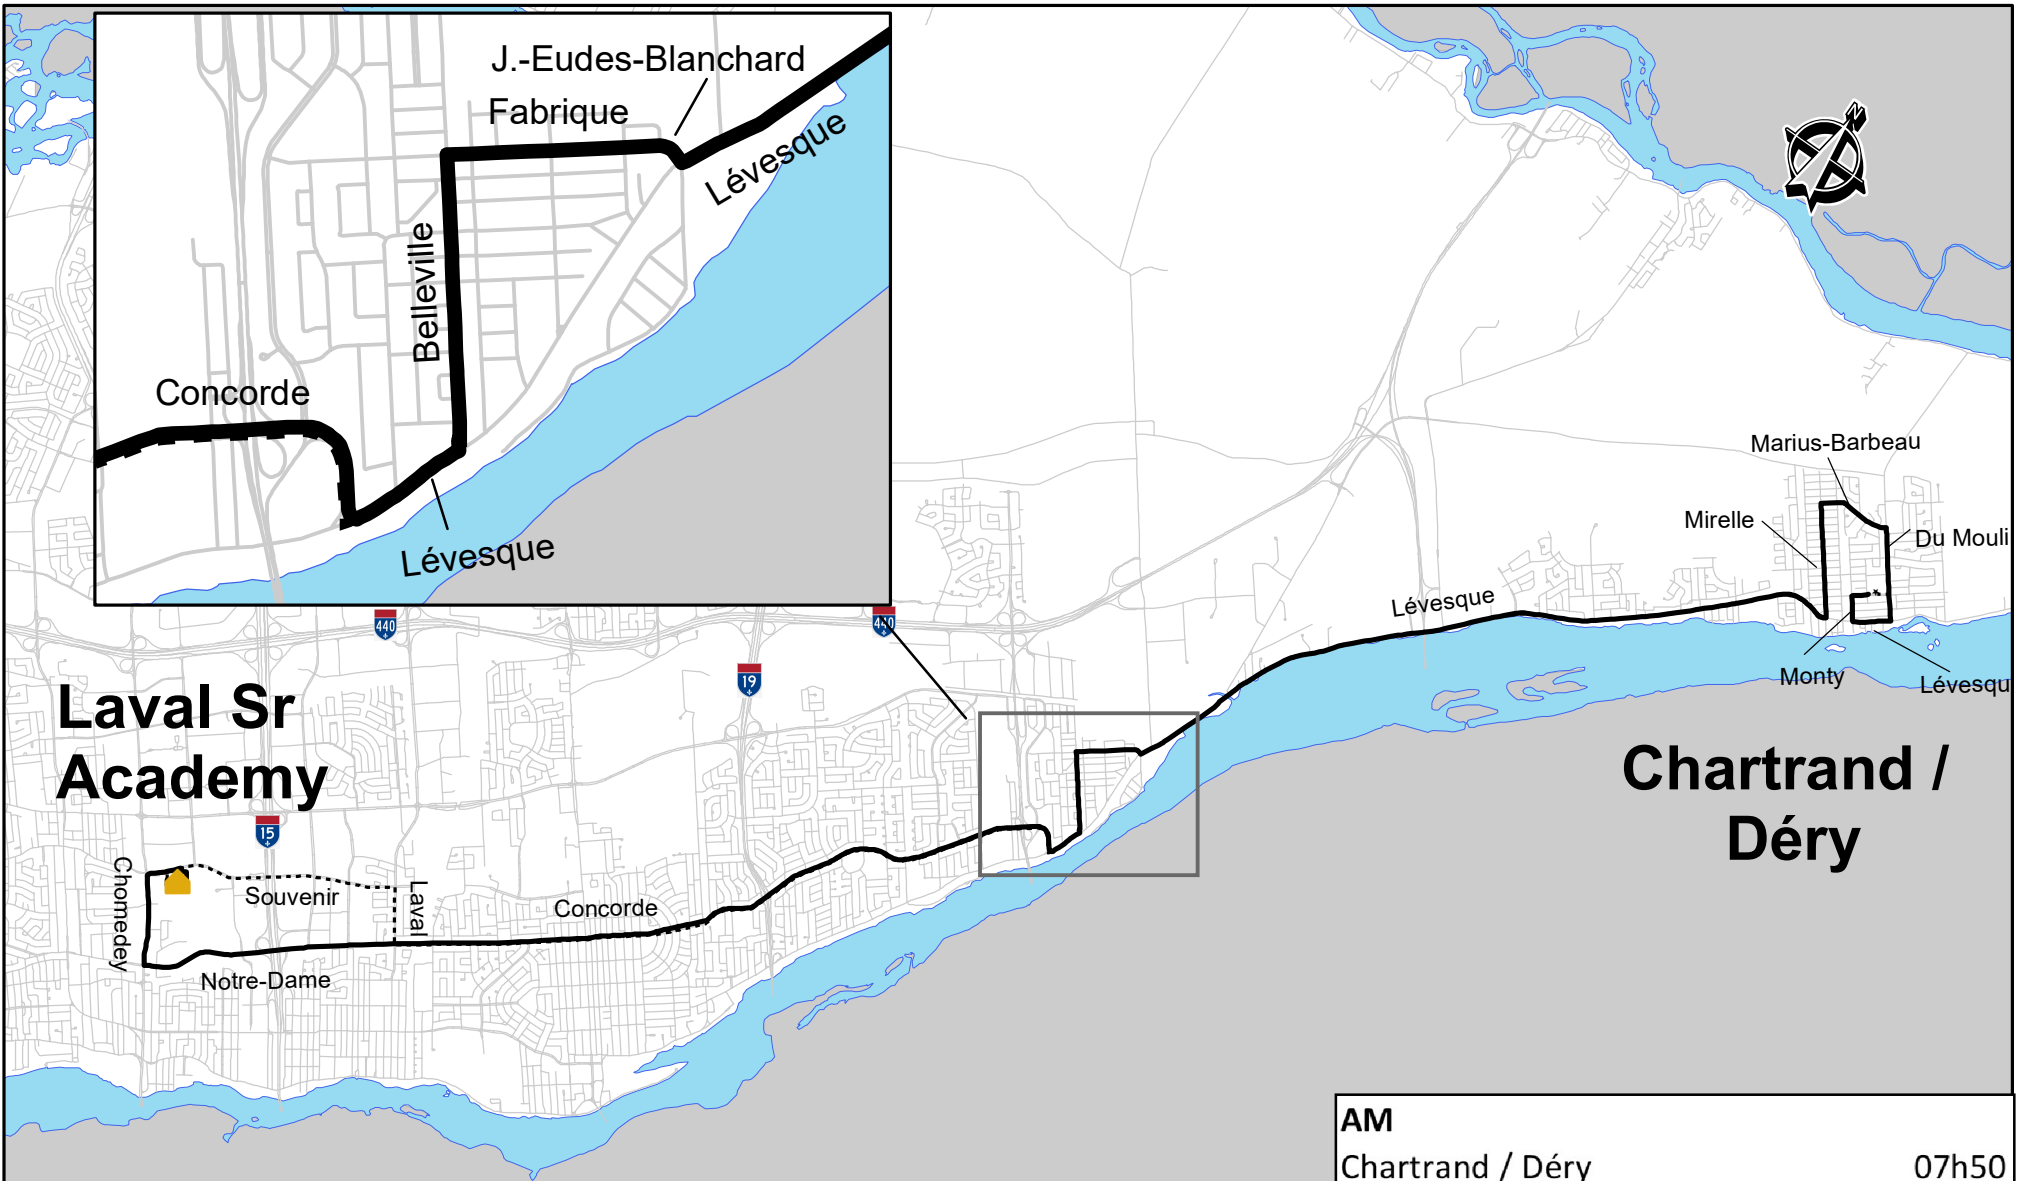 J.-Eudes-Blanchard
Fabrique
Lévesque
Belleville
Concorde
Lévesque
N
Marius-Barbeau
Mirelle
Du Mouli
Lévesque
Monty
Lévesqu
440
440
19
15
Laval Sr
Academy
Chartrand /
Déry
Chomedey
Souvenir
Laval
Concorde
Notre-Dame
AM
Chartrand / Déry 07h50